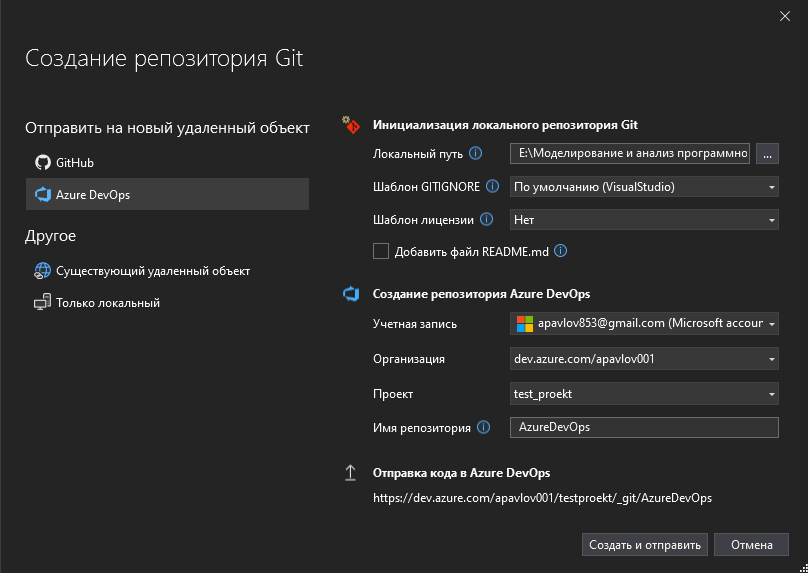 Создание репозитория Git
Отправить на новый удаленный объект
GitHub
Azure DevOps
Другое
Существующий удаленный объект
Только локальный
Инициализация локального репозитория Git
Локальный путь E:\Моделирование и анализ программно ...
Шаблон GITIGNORE По умолчанию (VisualStudio)
Шаблон лицензии Нет
Добавить файл README.md
Создание репозитория Azure DevOps
Учетная запись apavlov853@gmail.com (Microsoft accour
Организация dev.azure.com/apavlov001
Проект test_proekt
Имя репозитория AzureDevOps
Отправка кода в Azure DevOps
https://dev.azure.com/apavlov001/testproekt/_git/AzureDevOps
Создать и отправить Отмена